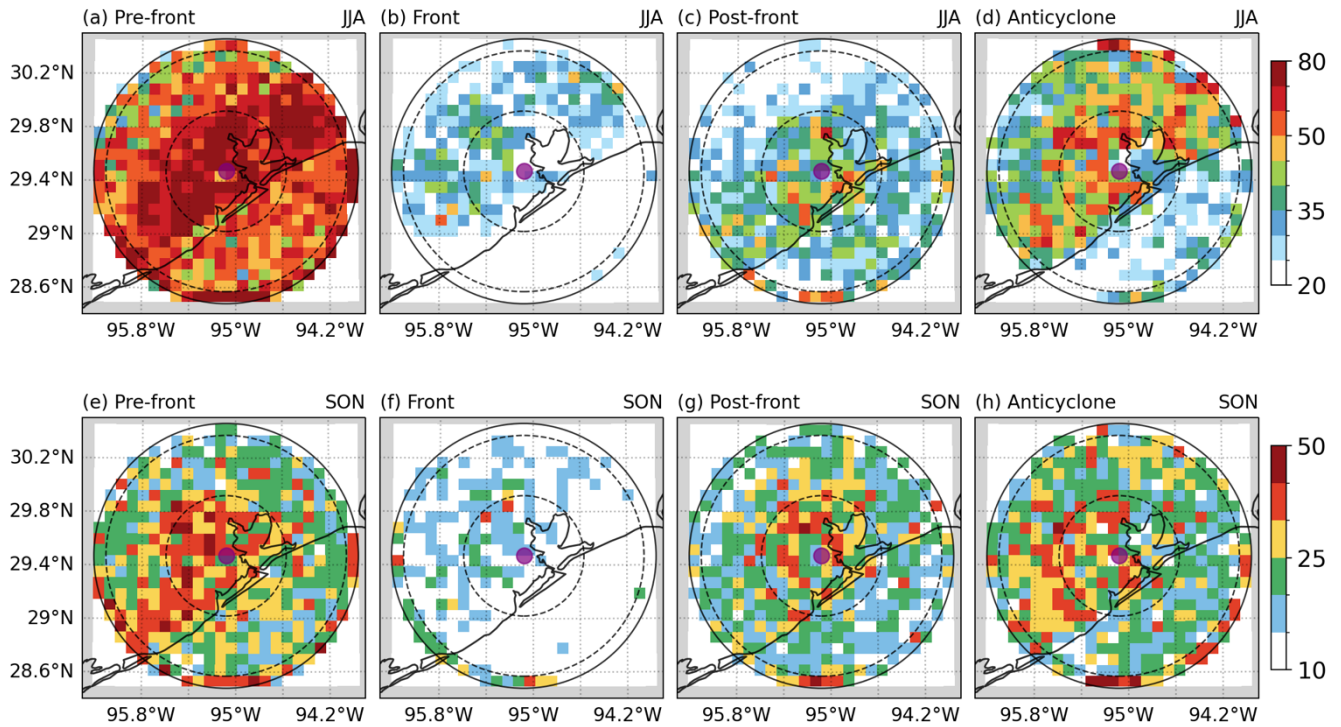 (a) Pre-front JJA (b) Front JJA (c) Post-front JJA (d) Anticyclone JJA
80
30.2°N
29.8°N
50
29.4°N
35
29°N
28.6°N
20
95.8°W 95°W 94.2°W 95.8°W 95°W 94.2°W 95.8°W 95°W 94.2°W 95.8°W 95°W 94.2°W
(e) Pre-front SON (f) Front SON (g) Post-front SON (h) Anticyclone SON
50
30.2°N
29.8°N
29.4°N
25
29°N
28.6°N
10
95.8°W 95°W 94.2°W 95.8°W 95°W 94.2°W 95.8°W 95°W 94.2°W 95.8°W 95°W 94.2°W